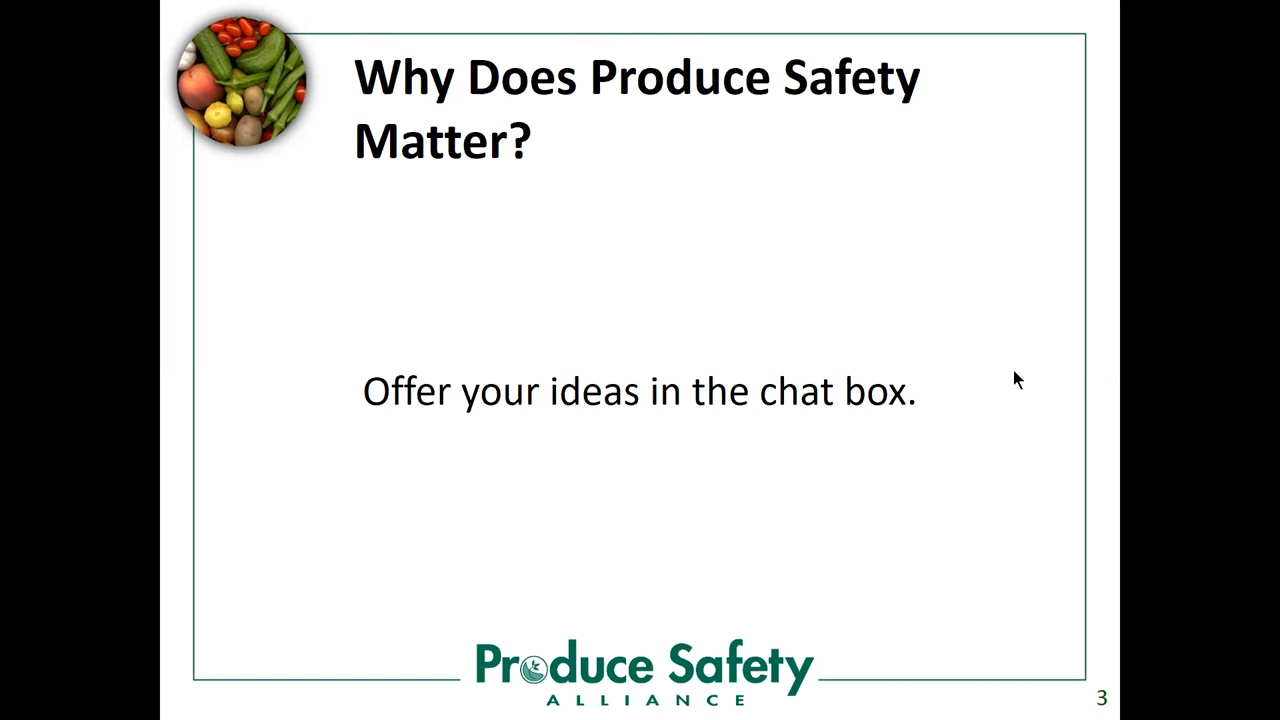 Why Does Produce Safety
Matter?
Offer your ideas in the chat box.
Produce Safety
ALLIANCE
3